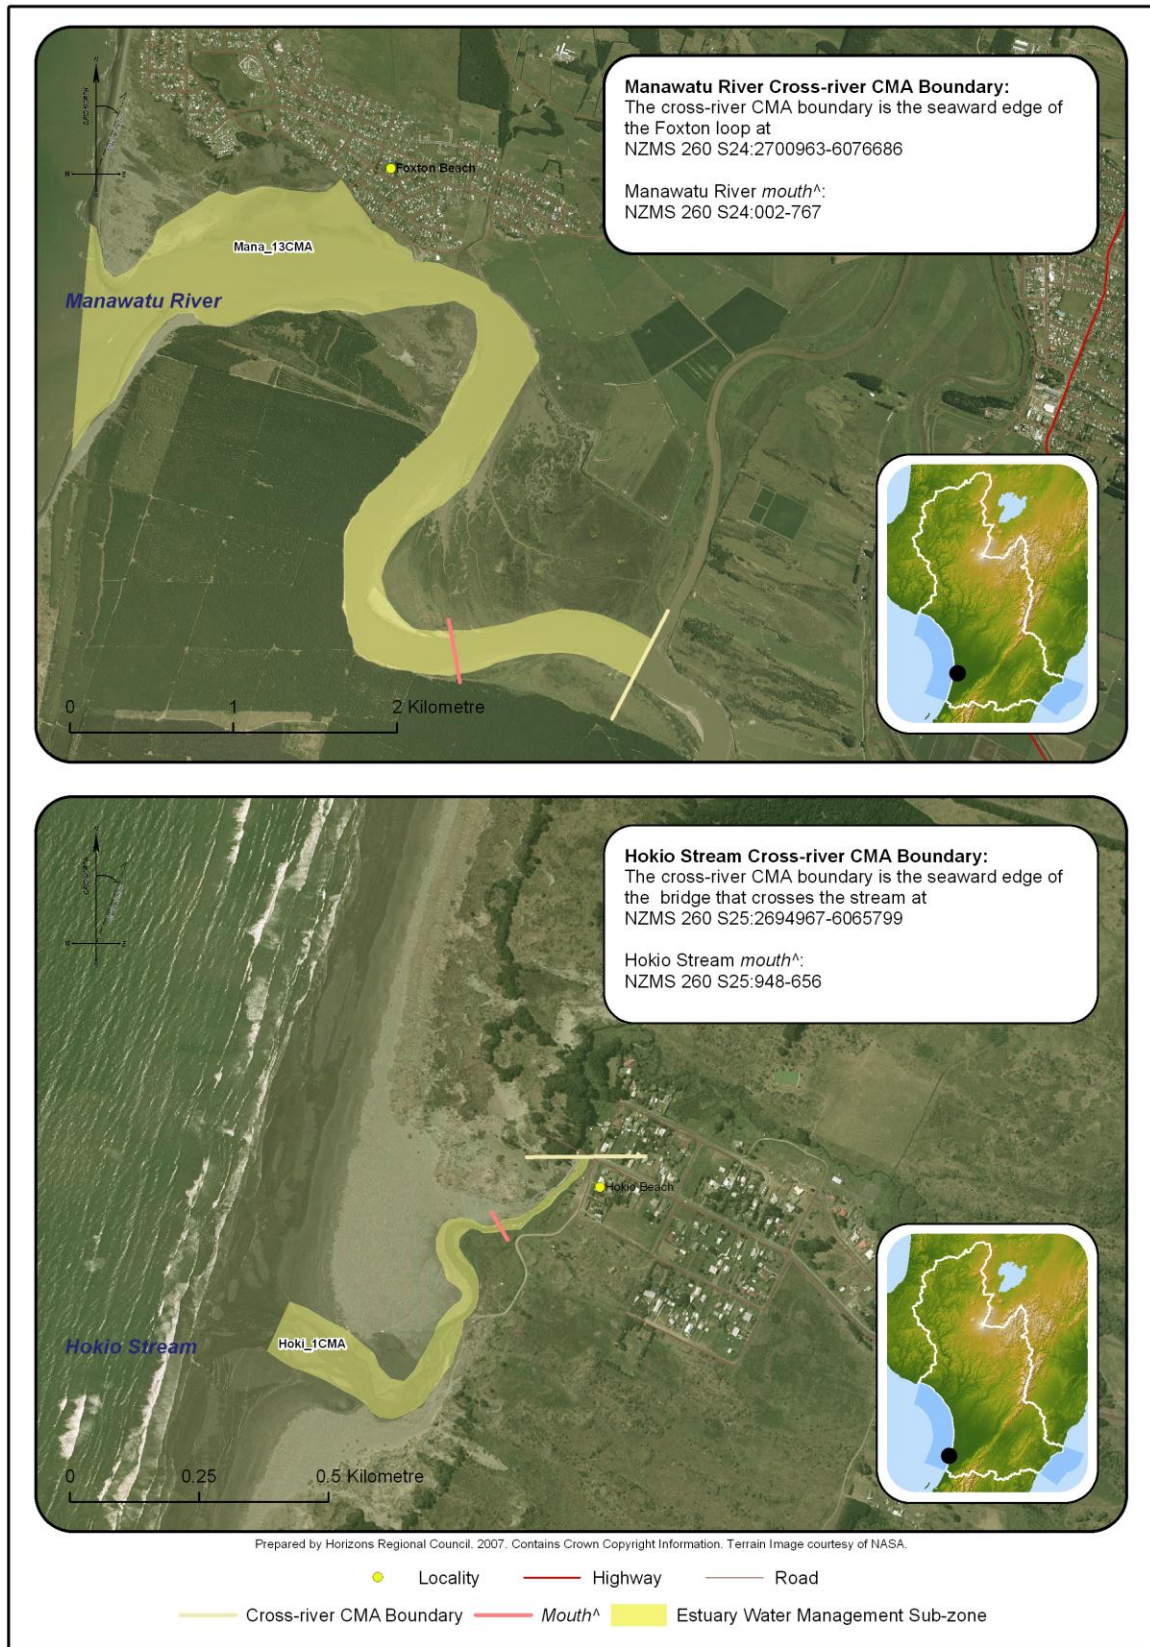 Manawatu River Cross-river CMA Boundary:
The cross-river CMA boundary is the seaward edge of
the Foxton loop at
NZMS 260 S24:2700963-6076686
Manawatu River mouth^:
NZMS 260 S24:002-767
Foxton Beach
Mana_13CMA
Manawatu River
0 1 2 Kilometre
Hokio Stream Cross-river CMA Boundary:
The cross-river CMA boundary is the seaward edge of
the bridge that crosses the stream at
NZMS 260 S25:2694967-6065799
Hokio Stream mouth^:
NZMS 260 S25:948-656
Hokio Beach
Hokio Stream
Hoki_1CMA
0 0.25 0.5 Kilometre
Prepared by Horizons Regional Council. 2007. Contains Crown Copyright Information. Terrain Image courtesy of NASA.
Locality Highway Road
Cross-river CMA Boundary Mouth^ Estuary Water Management Sub-zone